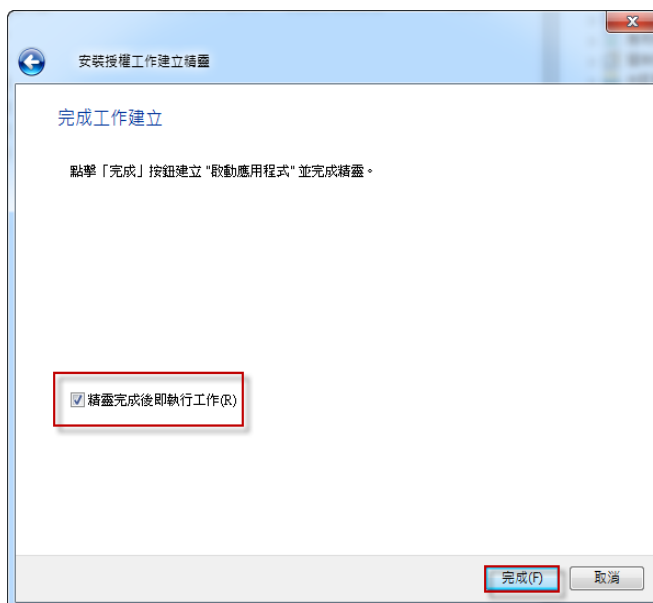 安裝授權工作建立精靈
完成工作建立
點擊「完成」按鈕建立 "啟動應用程式" 並完成精靈。
精靈完成後即執行工作(R)
完成(F)
取消